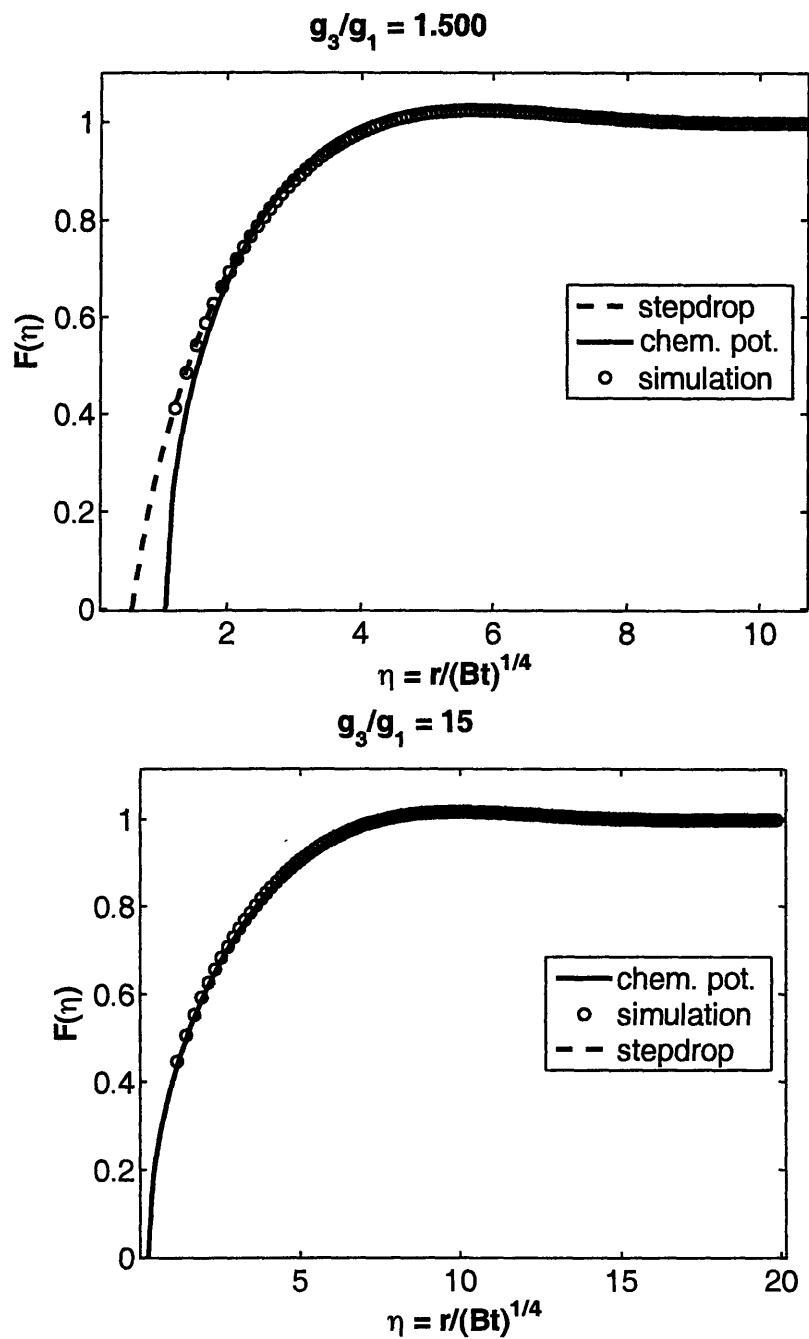 g3/g1 = 1.500
F(η)
1
0.8
0.6
0.4
0.2
0
stepdrop
chem. pot.
simulation
2 4 6 8 10
η = r/(Bt)^1/4
g3/g1 = 15
F(η)
1
0.8
0.6
0.4
0.2
0
chem. pot.
simulation
stepdrop
5 10 15 20
η = r/(Bt)^1/4